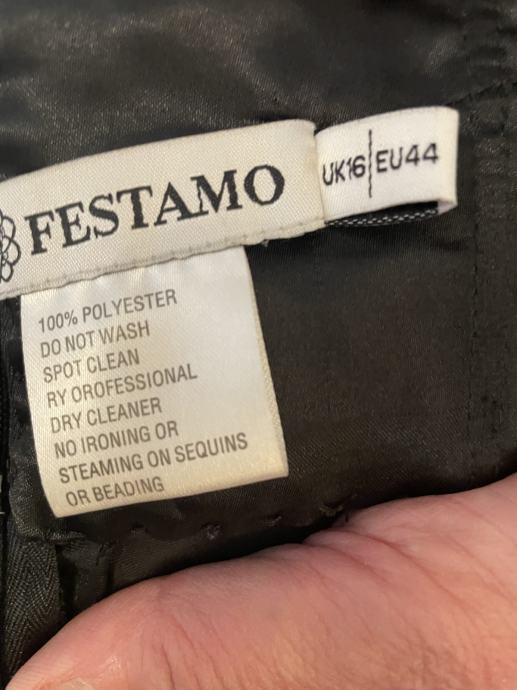 FESTAMO
UK16 EU44
100% POLYESTER
DO NOT WASH
SPOT CLEAN
RY OROFESSIONAL
DRY CLEANER
NO IRONING OR
STEAMING ON SEQUINS
OR BEADING